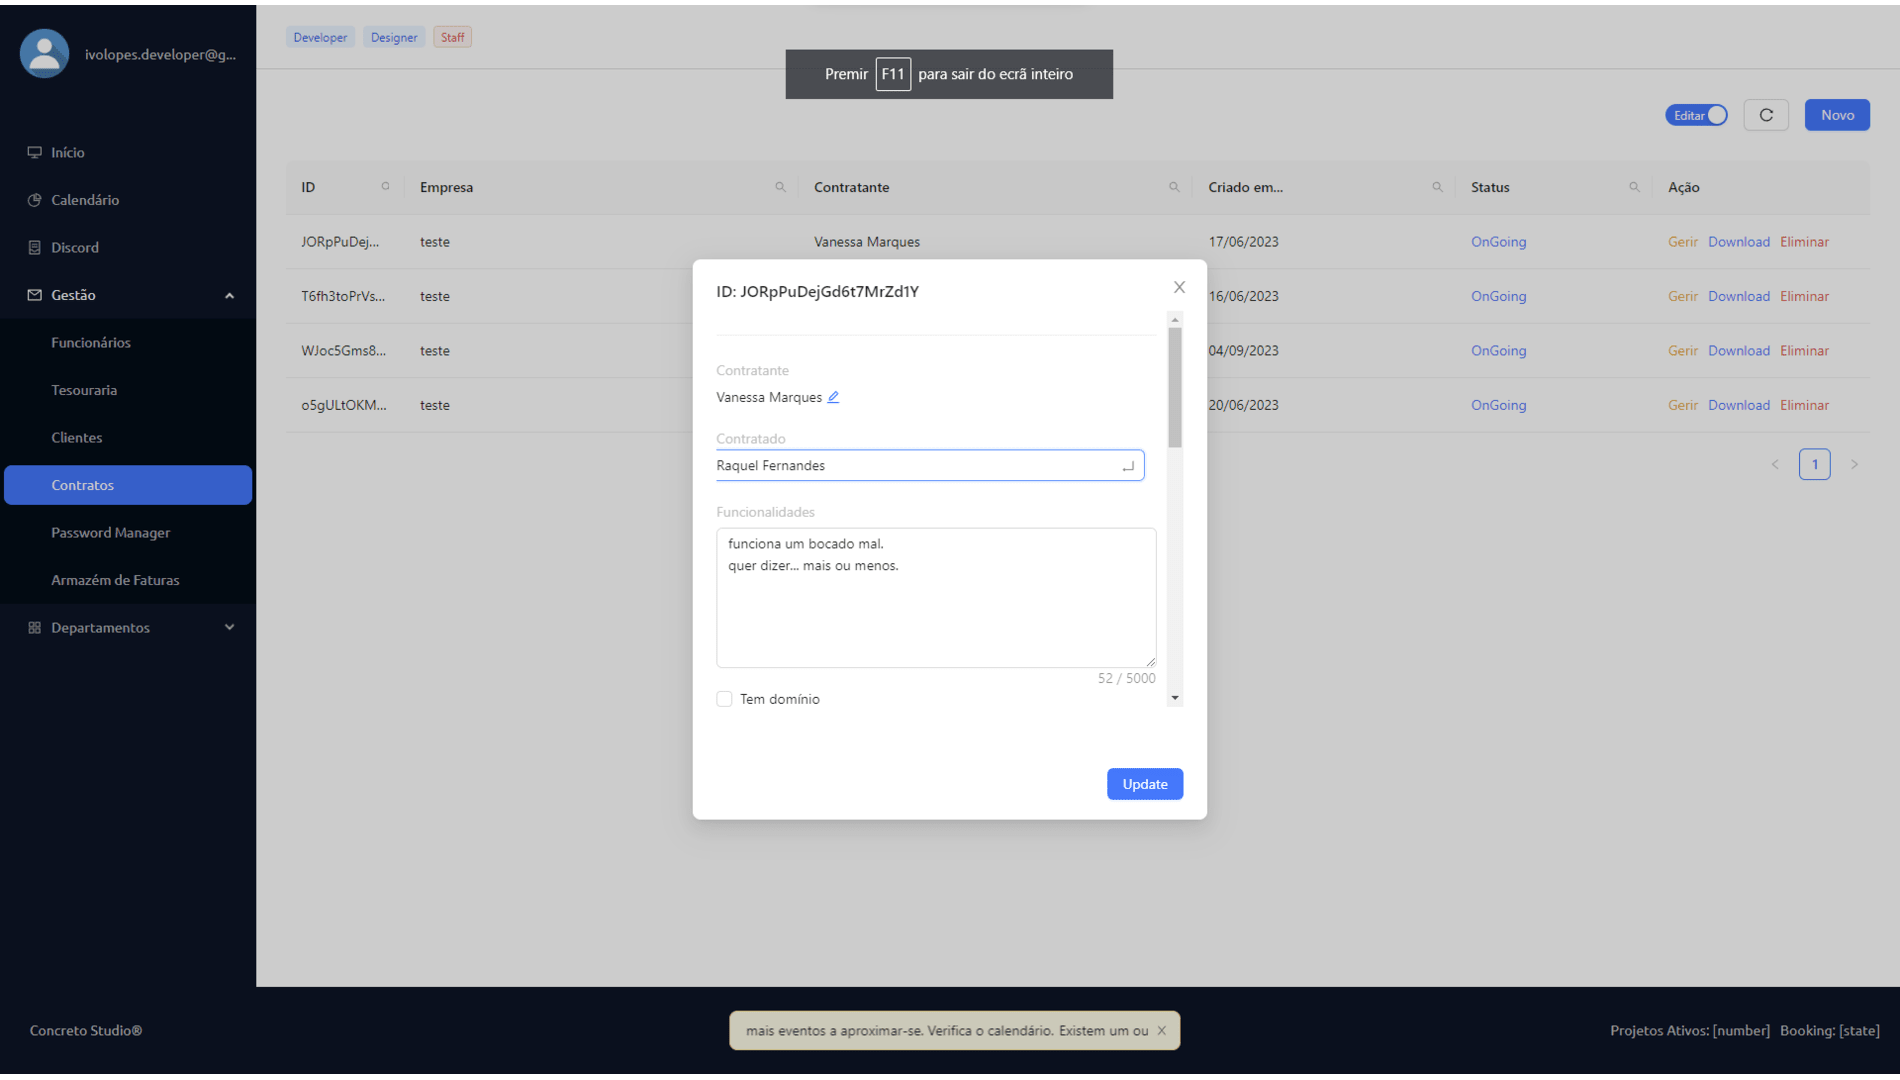 ivolopes.developer@g...
Developer Designer Staff
Premir F11 para sair do ecrã inteiro
Editar Novo
Início
Calendário
Discord
Gestão
Funcionários
Tesouraria
Clientes
Contratos
Password Manager
Armazém de Faturas
Departamentos
ID Empresa Contratante Criado em... Status Ação
JORpPuDej... teste Vanessa Marques 17/06/2023 OnGoing Gerir Download Eliminar
T6fh3toPrVs... teste 16/06/2023 OnGoing Gerir Download Eliminar
WJoc5Gms8... teste 04/09/2023 OnGoing Gerir Download Eliminar
o5gULtOKM... teste 20/06/2023 OnGoing Gerir Download Eliminar
1
ID: JORpPuDejGd6t7MrZd1Y
Contratante
Vanessa Marques
Contratado
Raquel Fernandes
Funcionalidades
funciona um bocado mal.
quer dizer... mais ou menos.
52 / 5000
Tem domínio
Update
Concreto Studio®
mais eventos a aproximar-se. Verifica o calendário. Existem um ou
Projetos Ativos: [number] Booking: [state]